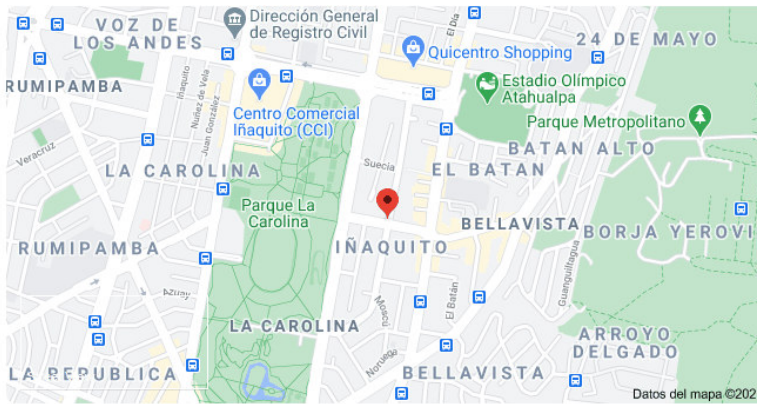 VOZ DE
LOS ANDES
Dirección General
de Registro Civil
El Día
Quicentro Shopping
24 DE MAYO
RUMIPAMBA
Iñaquito
Nuñez de Vela
Juan González
Centro Comercial
Iñaquito (CCI)
Estadio Olímpico
Atahualpa
Parque Metropolitano
Veracruz
LA CAROLINA
Suecia
BATAN ALTO
EL BATAN
Parque La
Carolina
BELLAVISTA
BORJA YEROVI
RUMIPAMBA
IÑAQUITO
Guanguiltagua
Azuay
Moscú
El Batán
LA CAROLINA
Noruega
ARROYO
DELGADO
LA REPUBLICA
BELLAVISTA
Datos del mapa ©202